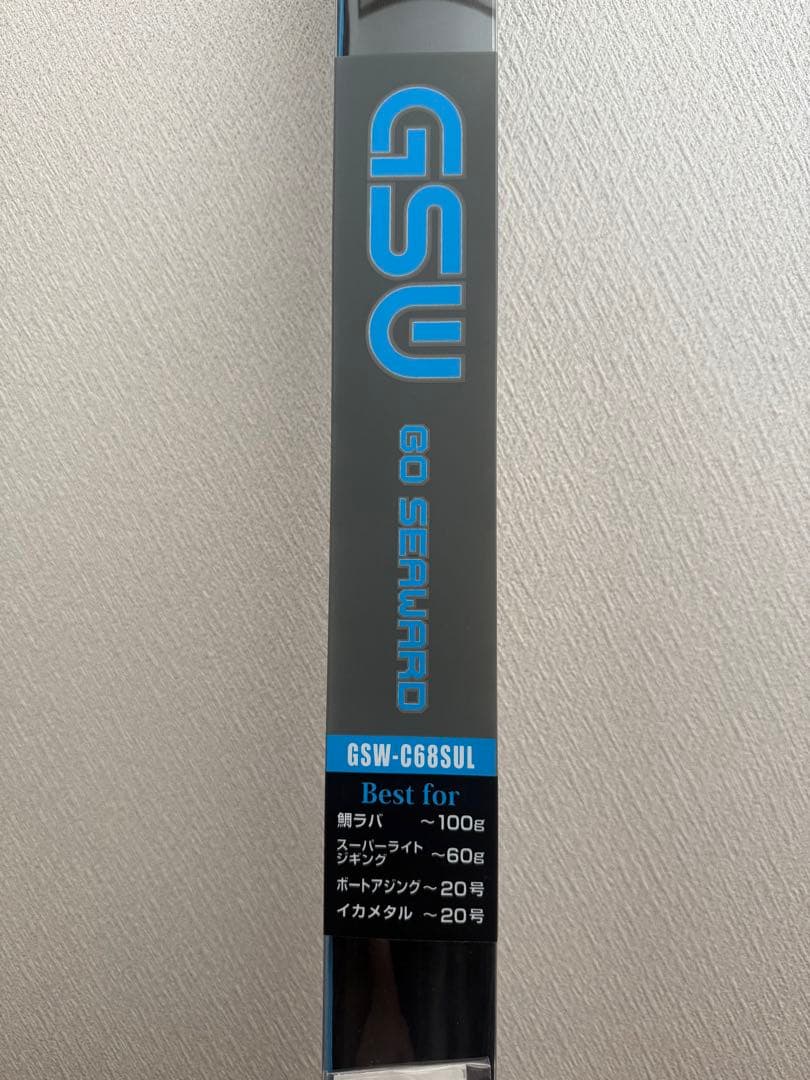 GSW
GO SEAWARD
GSW-C68SUL
Best for
鯛ラバ ～100g
スーパーライト
ジギング ～60g
ボートアジング～20号
イカメタル ～20号